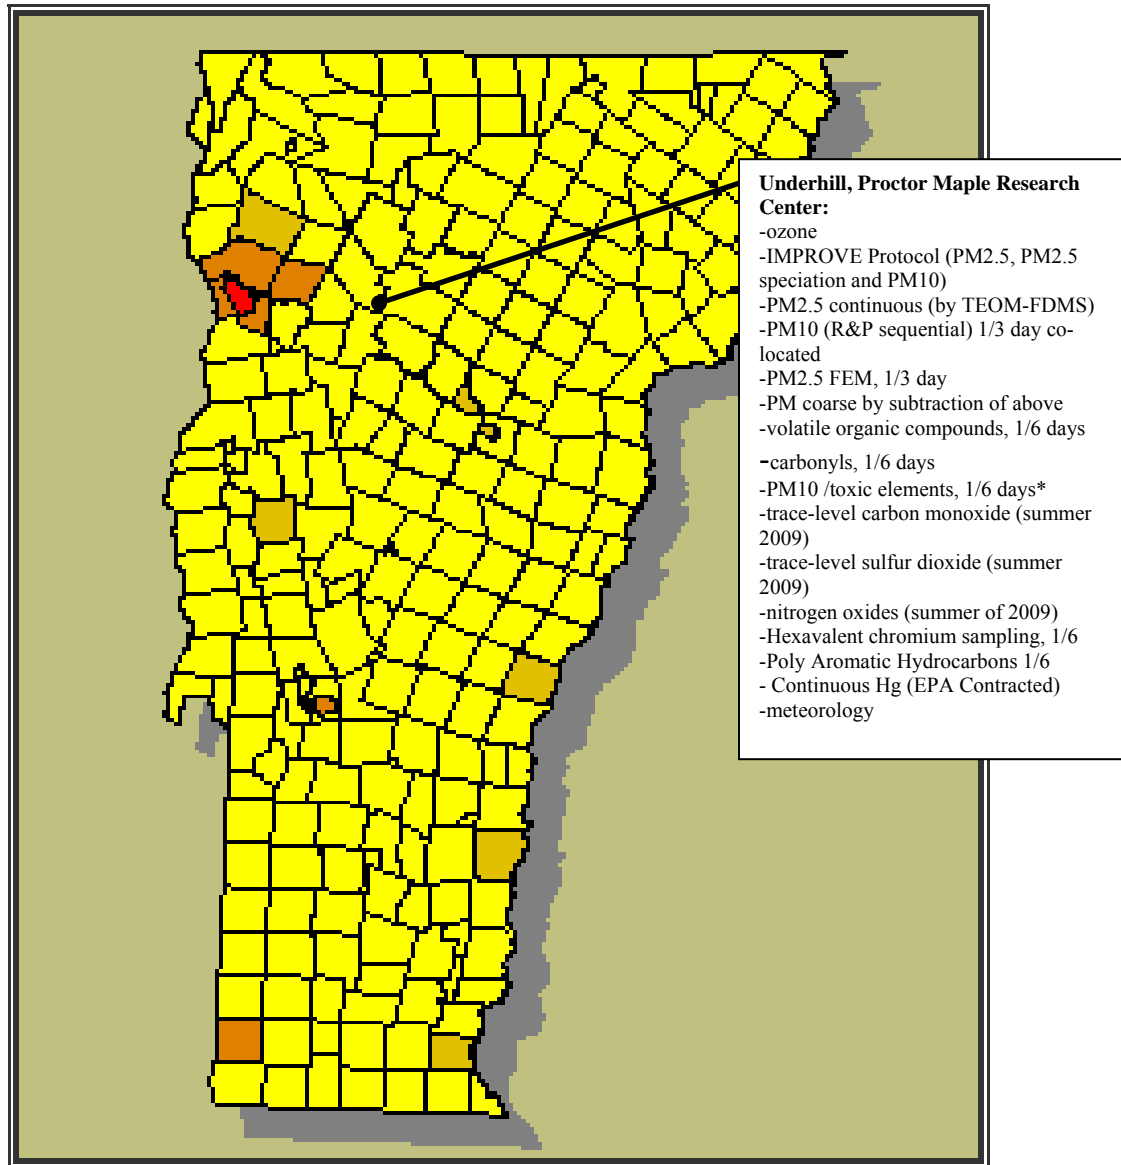 Underhill, Proctor Maple Research
Center:
-ozone
-IMPROVE Protocol (PM2.5, PM2.5
speciation and PM10)
-PM2.5 continuous (by TEOM-FDMS)
-PM10 (R&P sequential) 1/3 day co-
located
-PM2.5 FEM, 1/3 day
-PM coarse by subtraction of above
-volatile organic compounds, 1/6 days
-carbonyls, 1/6 days
-PM10 /toxic elements, 1/6 days*
-trace-level carbon monoxide (summer
2009)
-trace-level sulfur dioxide (summer
2009)
-nitrogen oxides (summer of 2009)
-Hexavalent chromium sampling, 1/6
-Poly Aromatic Hydrocarbons 1/6
- Continuous Hg (EPA Contracted)
-meteorology